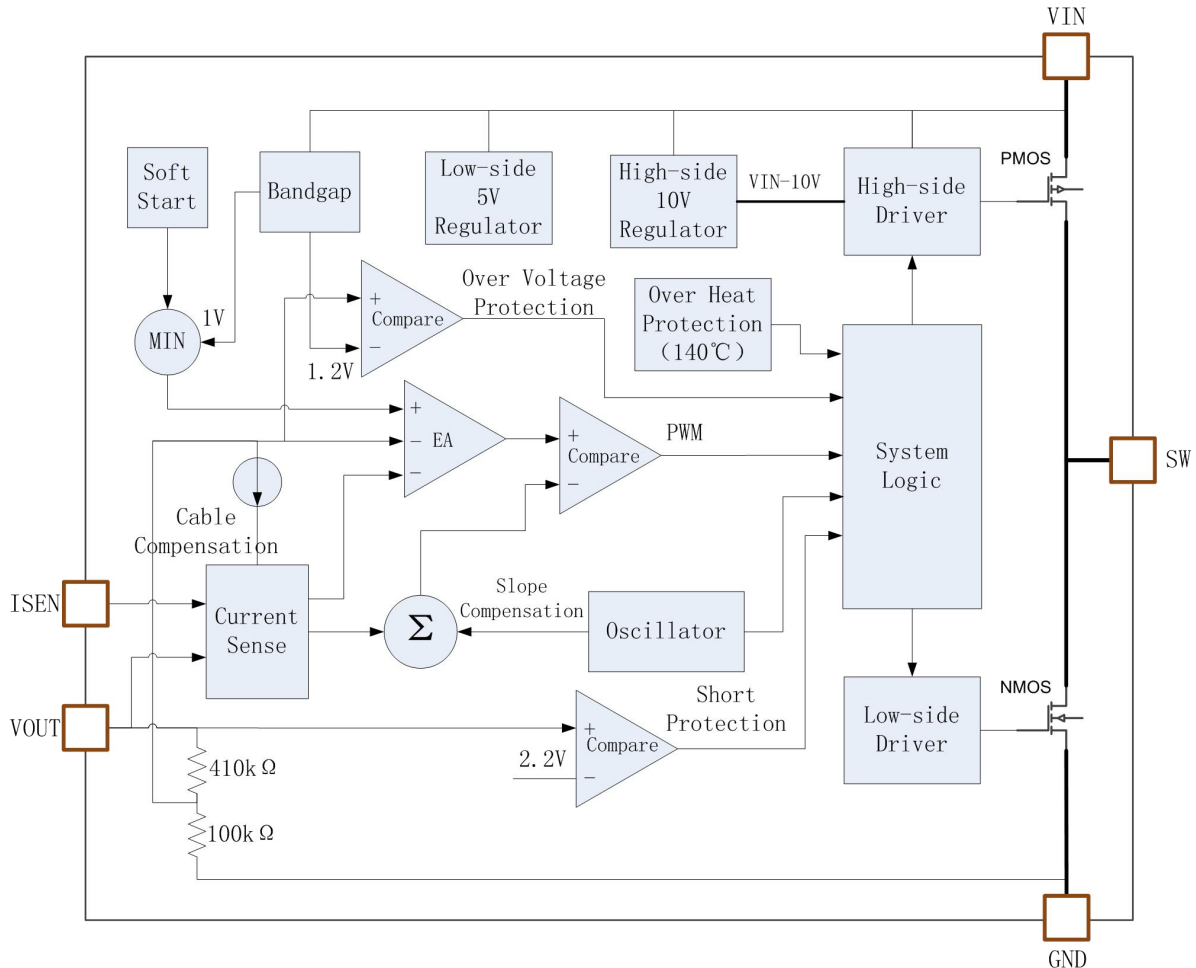 VIN
PMOS
Soft
Start
Bandgap
Low-side
5V
Regulator
High-side
10V
Regulator
VIN-10V
High-side
Driver
+
Compare
−
Over Voltage
Protection
Over Heat
Protection
(140℃)
1V
MIN
1.2V
+
− EA
−
+
Compare
−
PWM
System
Logic
SW
Cable
Compensation
ISEN
Current
Sense
Σ
Slope
Compensation
Oscillator
VOUT
410kΩ
100kΩ
+
Compare
−
2.2V
Short
Protection
Low-side
Driver
NMOS
GND